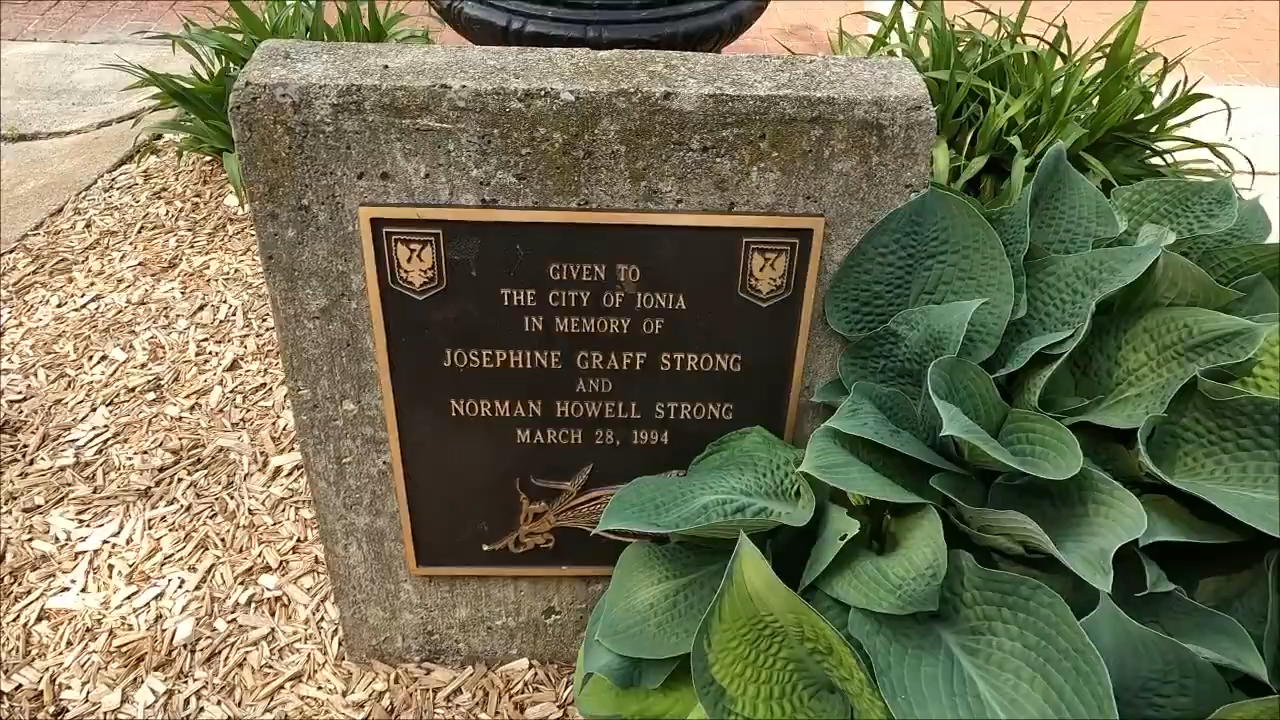 GIVEN TO
THE CITY OF IONIA
IN MEMORY OF
JOSEPHINE GRAFF STRONG
AND
NORMAN HOWELL STRONG
MARCH 28, 1994